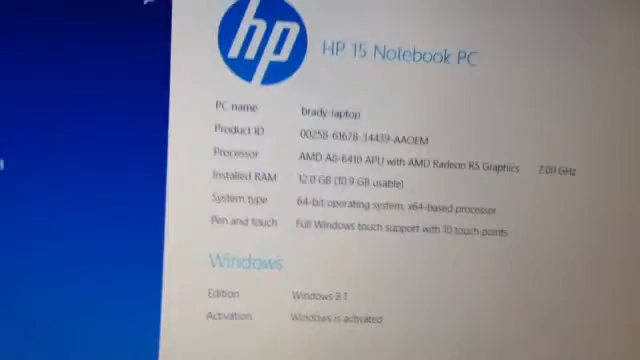 hp
HP 15 Notebook PC
PC name brady-laptop
Product ID 00258-61678-34439-AAOEM
Processor AMD A8-6410 APU with AMD Radeon R5 Graphics 2.00 GHz
Installed RAM 12.0 GB (10.9 GB usable)
System type 64-bit operating system, x64-based processor
Pen and touch Full Windows touch support with 10 touch points
Windows
Edition Windows 8.1
Activation Windows is activated